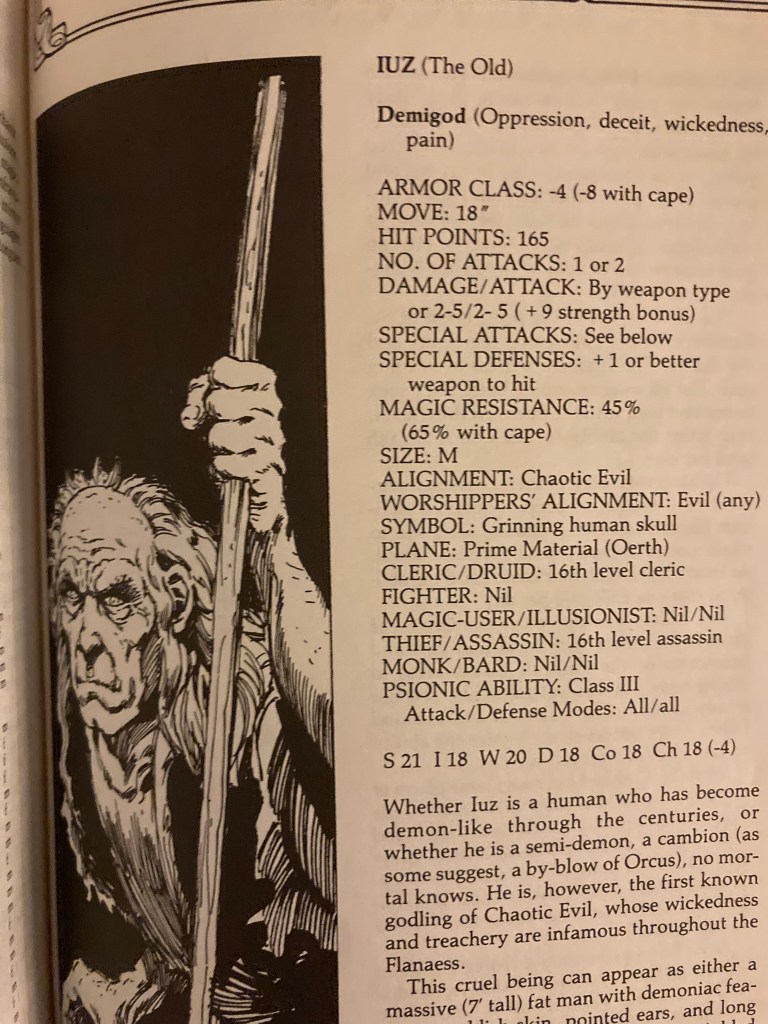 IUZ (The Old)
Demigod (Oppression, deceit, wickedness,
pain)
ARMOR CLASS: -4 (-8 with cape)
MOVE: 18"
HIT POINTS: 165
NO. OF ATTACKS: 1 or 2
DAMAGE/ATTACK: By weapon type
or 2-5/2- 5 ( + 9 strength bonus)
SPECIAL ATTACKS: See below
SPECIAL DEFENSES: + 1 or better
weapon to hit
MAGIC RESISTANCE: 45%
(65% with cape)
SIZE: M
ALIGNMENT: Chaotic Evil
WORSHIPPERS' ALIGNMENT: Evil (any)
SYMBOL: Grinning human skull
PLANE: Prime Material (Oerth)
CLERIC/DRUID: 16th level cleric
FIGHTER: Nil
MAGIC-USER/ILLUSIONIST: Nil/Nil
THIEF/ASSASSIN: 16th level assassin
MONK/BARD: Nil/Nil
PSIONIC ABILITY: Class III
Attack/Defense Modes: All/all
S 21 I 18 W 20 D 18 Co 18 Ch 18 (-4)
Whether Iuz is a human who has become
demon-like through the centuries, or
whether he is a semi-demon, a cambion (as
some suggest, a by-blow of Orcus), no mor-
tal knows. He is, however, the first known
godling of Chaotic Evil, whose wickedness
and treachery are infamous throughout the
Flanaess.
This cruel being can appear as either a
massive (7' tall) fat man with demoniac fea-
skin, pointed ears, and long